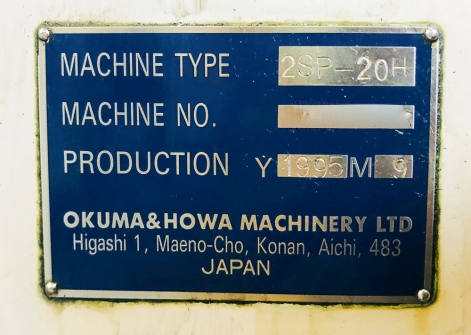 MACHINE TYPE 2SP-20H
MACHINE NO.
PRODUCTION Y 1995 M 9
OKUMA&HOWA MACHINERY LTD
Higashi 1, Maeno-Cho, Konan, Aichi, 483
JAPAN